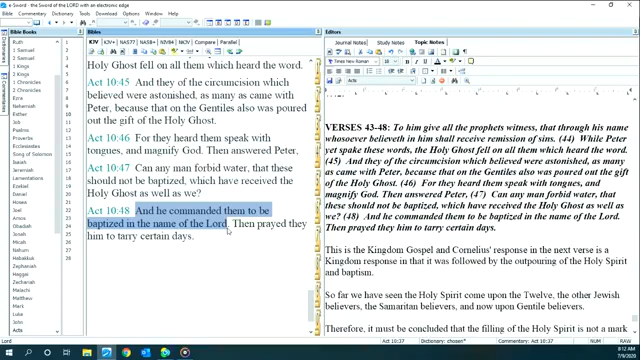 e-Sword - the Sword of the LORD with an electronic edge
Bible Commentary Dictionary Tools Download Options Window Help
Bible Books
Ruth
1 Samuel
2 Samuel
1 Kings
2 Kings
1 Chronicles
2 Chronicles
Ezra
Nehemiah
Esther
Job
Psalms
Proverbs
Ecclesiastes
Song of Solomon
Isaiah
Jeremiah
Lamentations
Ezekiel
Daniel
Hosea
Joel
Amos
Obadiah
Jonah
Micah
Nahum
Habakkuk
Zephaniah
Haggai
Zechariah
Malachi
Matthew
Mark
Luke
John
Acts
Bibles
KJV KJV+ NAS77 NASB+ NIV84 NKJV Compare Parallel
Holy Ghost fell on all them which heard the word.
Act 10:45 And they of the circumcision which
believed were astonished, as many as came with
Peter, because that on the Gentiles also was poured
out the gift of the Holy Ghost.
Act 10:46 For they heard them speak with
tongues, and magnify God. Then answered Peter,
Act 10:47 Can any man forbid water, that these
should not be baptized, which have received the
Holy Ghost as well as we?
Act 10:48 And he commanded them to be
baptized in the name of the Lord. Then prayed they
him to tarry certain days.
Editors
Journal Notes Study Notes Topic Notes
Times New Roman
Acts
VERSES 43-48: To him give all the prophets witness, that through his name
whosoever believeth in him shall receive remission of sins. (44) While Peter
yet spake these words, the Holy Ghost fell on all them which heard the word.
(45) And they of the circumcision which believed were astonished, as many
as came with Peter, because that on the Gentiles also was poured out the gift
of the Holy Ghost. (46) For they heard them speak with tongues, and
magnify God. Then answered Peter, (47) Can any man forbid water, that
these should not be baptized, which have received the Holy Ghost as well as
we? (48) And he commanded them to be baptized in the name of the Lord.
Then prayed they him to tarry certain days.
This is the Kingdom Gospel and Cornelius' response in the next verse is a
Kingdom response in that it was followed by the outpouring of the Holy Spirit
and baptism.
So far we have seen the Holy Spirit come upon the Twelve, the other Jewish
believers, the Samaritan believers, and now upon Gentile believers.
Therefore, it must be concluded that the filling of the Holy Spirit is not a mark
Lord
Act 10:37 Dictionary: chosen* Act 10:37 NUM
8:12 AM
7/9/2020